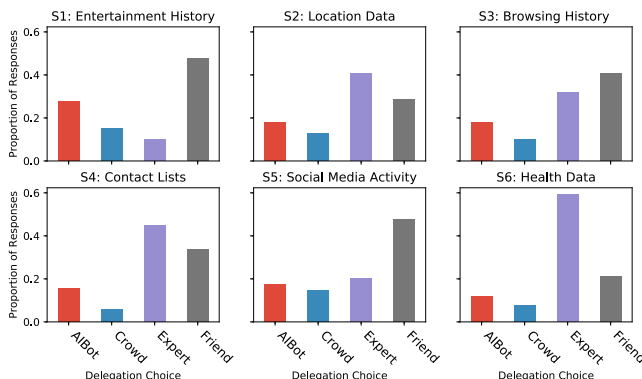 S1: Entertainment History
S2: Location Data
S3: Browsing History
Proportion of Responses
0.6
0.4
0.2
0.0
S4: Contact Lists
S5: Social Media Activity
S6: Health Data
Proportion of Responses
0.6
0.4
0.2
0.0
AIBot
Crowd
Expert
Friend
AIBot
Crowd
Expert
Friend
AIBot
Crowd
Expert
Friend
Delegation Choice
Delegation Choice
Delegation Choice